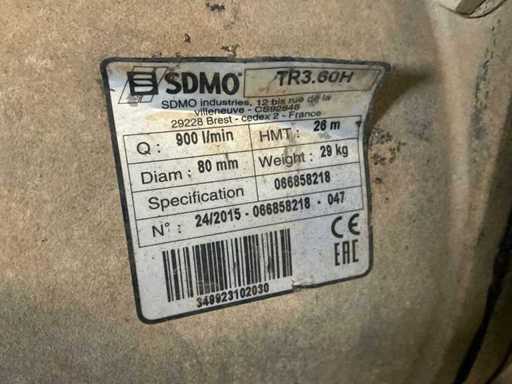 SDMO TR3.60H
SDMO industries, 12 bis rue de la
villeneuve - CS92848
29228 Brest - cedex 2 - France
Q : 900 l/min HMT : 26 m
Diam : 80 mm Weight : 29 kg
Specification 066858218
N° : 24/2015 - 066858218 - 047
CE
EAC
349923102030